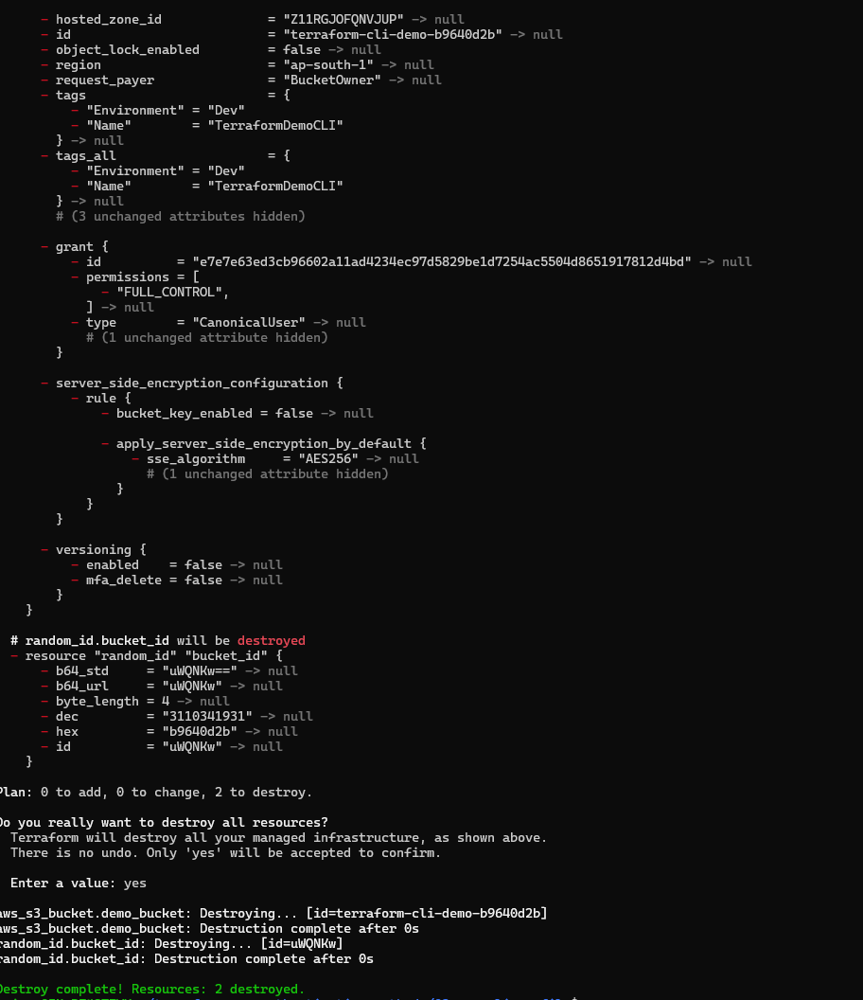 - hosted_zone_id = "Z11RGJOFQNVJUP" -> null
- id = "terraform-cli-demo-b9640d2b" -> null
- object_lock_enabled = false -> null
- region = "ap-south-1" -> null
- request_payer = "BucketOwner" -> null
- tags = {
- "Environment" = "Dev"
- "Name" = "TerraformDemoCLI"
} -> null
- tags_all = {
- "Environment" = "Dev"
- "Name" = "TerraformDemoCLI"
} -> null
# (3 unchanged attributes hidden)
- grant {
- id = "e7e7e63ed3cb96602a11ad4234ec97d5829be1d7254ac5504d8651917812d4bd" -> null
- permissions = [
- "FULL_CONTROL",
] -> null
- type = "CanonicalUser" -> null
# (1 unchanged attribute hidden)
}
- server_side_encryption_configuration {
- rule {
- bucket_key_enabled = false -> null
- apply_server_side_encryption_by_default {
- sse_algorithm = "AES256" -> null
# (1 unchanged attribute hidden)
}
}
}
- versioning {
- enabled = false -> null
- mfa_delete = false -> null
}
}
# random_id.bucket_id will be destroyed
- resource "random_id" "bucket_id" {
- b64_std = "uWQNKw==" -> null
- b64_url = "uWQNKw" -> null
- byte_length = 4 -> null
- dec = "3110341931" -> null
- hex = "b9640d2b" -> null
- id = "uWQNKw" -> null
}
Plan: 0 to add, 0 to change, 2 to destroy.
Do you really want to destroy all resources?
Terraform will destroy all your managed infrastructure, as shown above.
There is no undo. Only 'yes' will be accepted to confirm.
Enter a value: yes
aws_s3_bucket.demo_bucket: Destroying... [id=terraform-cli-demo-b9640d2b]
aws_s3_bucket.demo_bucket: Destruction complete after 0s
random_id.bucket_id: Destroying... [id=uWQNKw]
random_id.bucket_id: Destruction complete after 0s
Destroy complete! Resources: 2 destroyed.